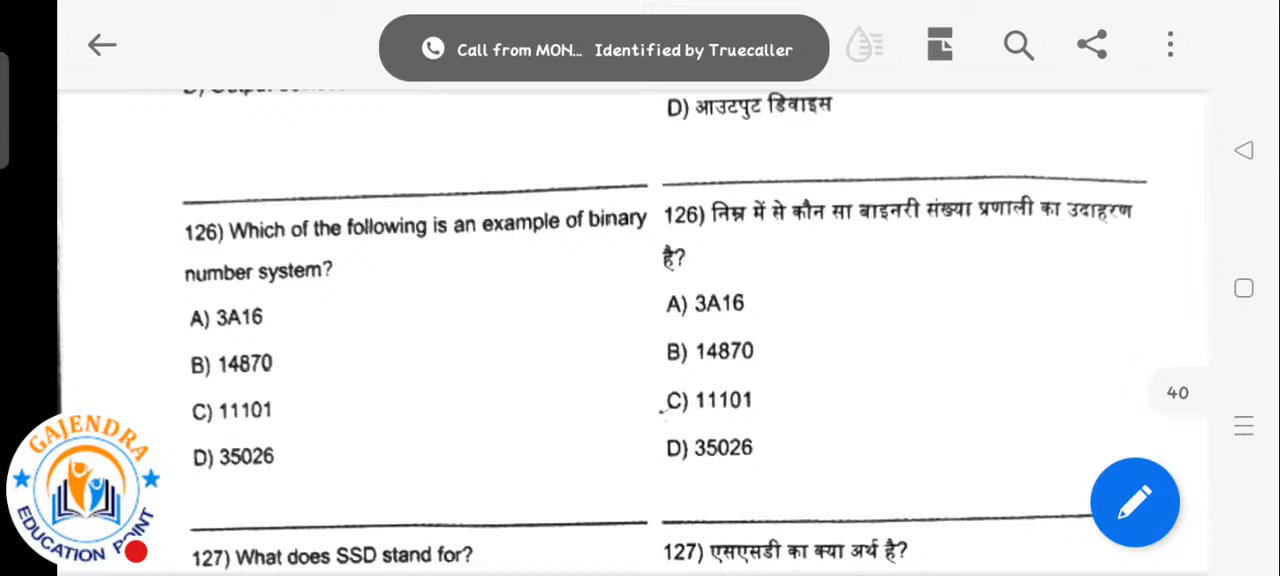 Call from MON... Identified by Truecaller
D) आउटपुट डिवाइस
126) Which of the following is an example of binary
number system?
A) 3A16
B) 14870
C) 11101
D) 35026
126) निम्न में से कौन सा बाइनरी संख्या प्रणाली का उदाहरण
है?
A) 3A16
B) 14870
C) 11101
D) 35026
40
127) What does SSD stand for?
127) एसएसडी का क्या अर्थ है?
GAJENDRA
EDUCATION POINT